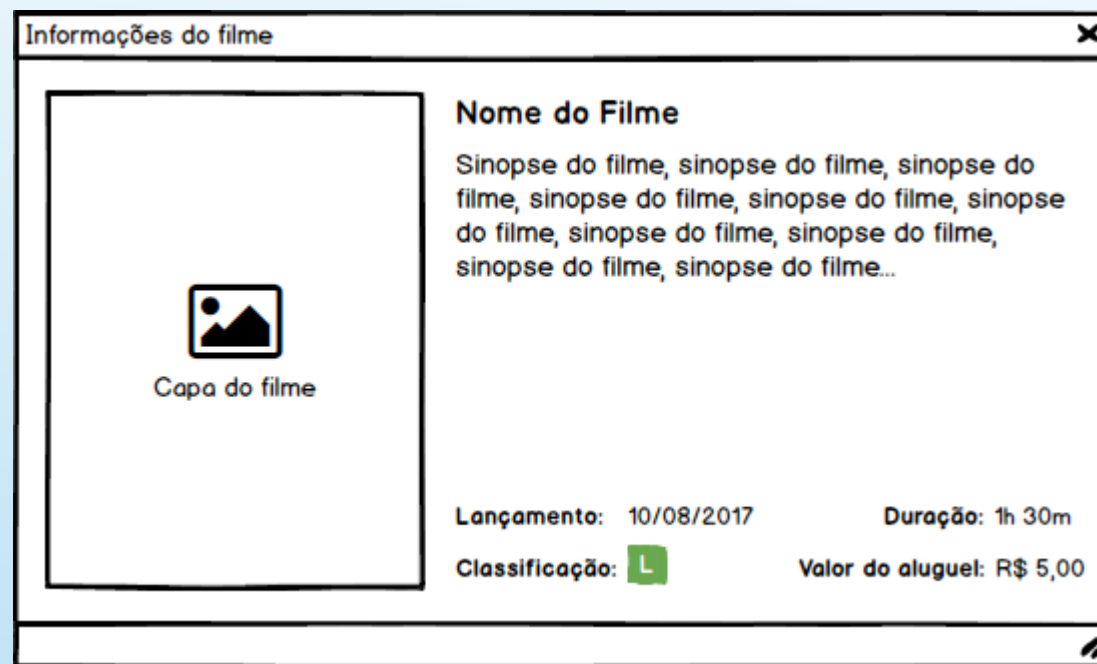 Informações do filme
Nome do Filme
Sinopse do filme, sinopse do filme, sinopse do
filme, sinopse do filme, sinopse do filme, sinopse
do filme, sinopse do filme, sinopse do filme,
sinopse do filme, sinopse do filme...
Capa do filme
Lançamento: 10/08/2017 Duração: 1h 30m
Classificação: L Valor do aluguel: R$ 5,00